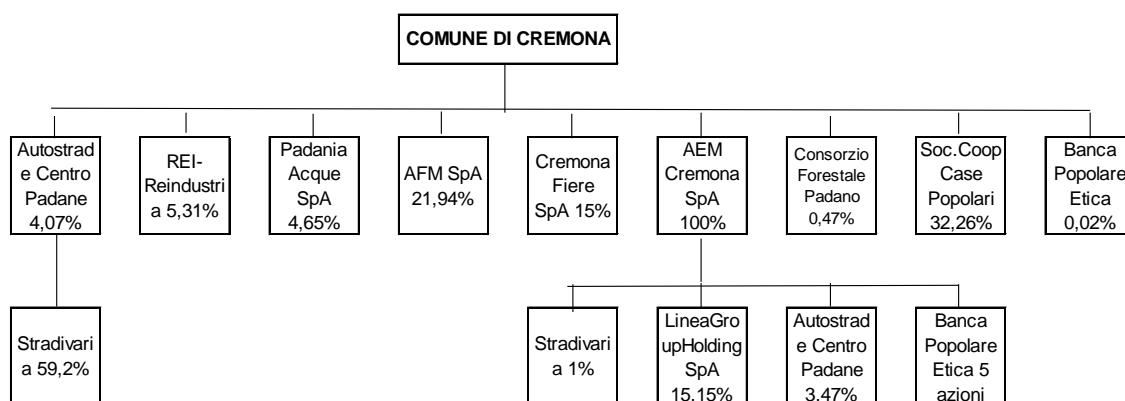 COMUNE DI CREMONA
Autostrad
e Centro
Padane
4,07%
REI-
Reindustri
a 5,31%
Padania
Acque
SpA
4,65%
AFM SpA
21,94%
Cremona
Fiere
SpA 15%
AEM
Cremona
SpA
100%
Consorzio
Forestale
Padano
0,47%
Soc.Coop
Case
Popolari
32,26%
Banca
Popolare
Etica
0,02%
Stradivari
a 59,2%
Stradivari
a 1%
LineaGro
upHolding
SpA
15,15%
Autostrad
e Centro
Padane
3,47%
Banca
Popolare
Etica 5
azioni